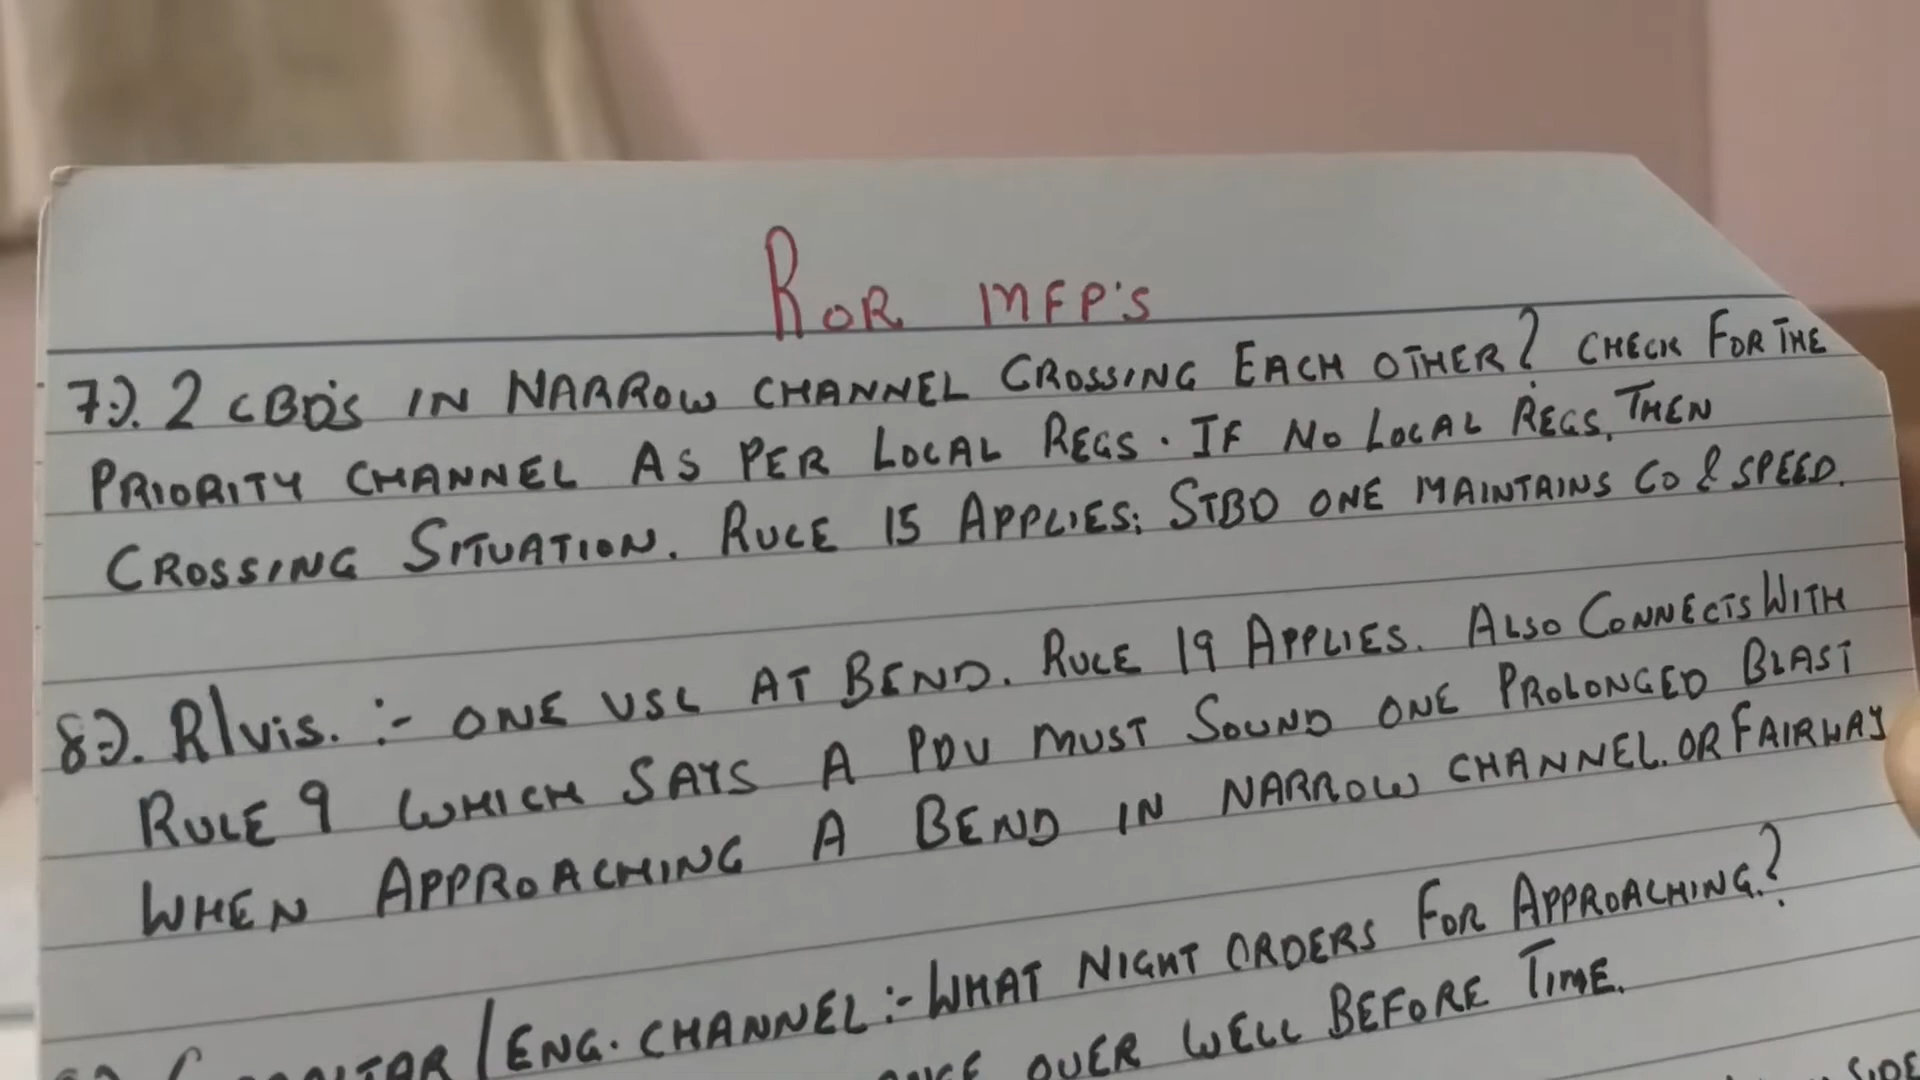 ROR MFP'S
7:). 2 CBD'S IN NARROW CHANNEL CROSSING EACH OTHER? CHECK FOR THE
PRIORITY CHANNEL AS PER LOCAL REGS. IF NO LOCAL REGS, THEN
CROSSING SITUATION. RULE 15 APPLIES: STBD ONE MAINTAINS CO & SPEED.
8:). R/VIS. :- ONE VSL AT BEND. RULE 19 APPLIES. ALSO CONNECTS WITH
RULE 9 WHICH SAYS A PDV MUST SOUND ONE PROLONGED BLAST
WHEN APPROACHING A BEND IN NARROW CHANNEL. OR FAIRWAY
/ENG. CHANNEL :- WHAT NIGHT ORDERS FOR APPROACHING?
OVER WELL BEFORE TIME.
SIDE